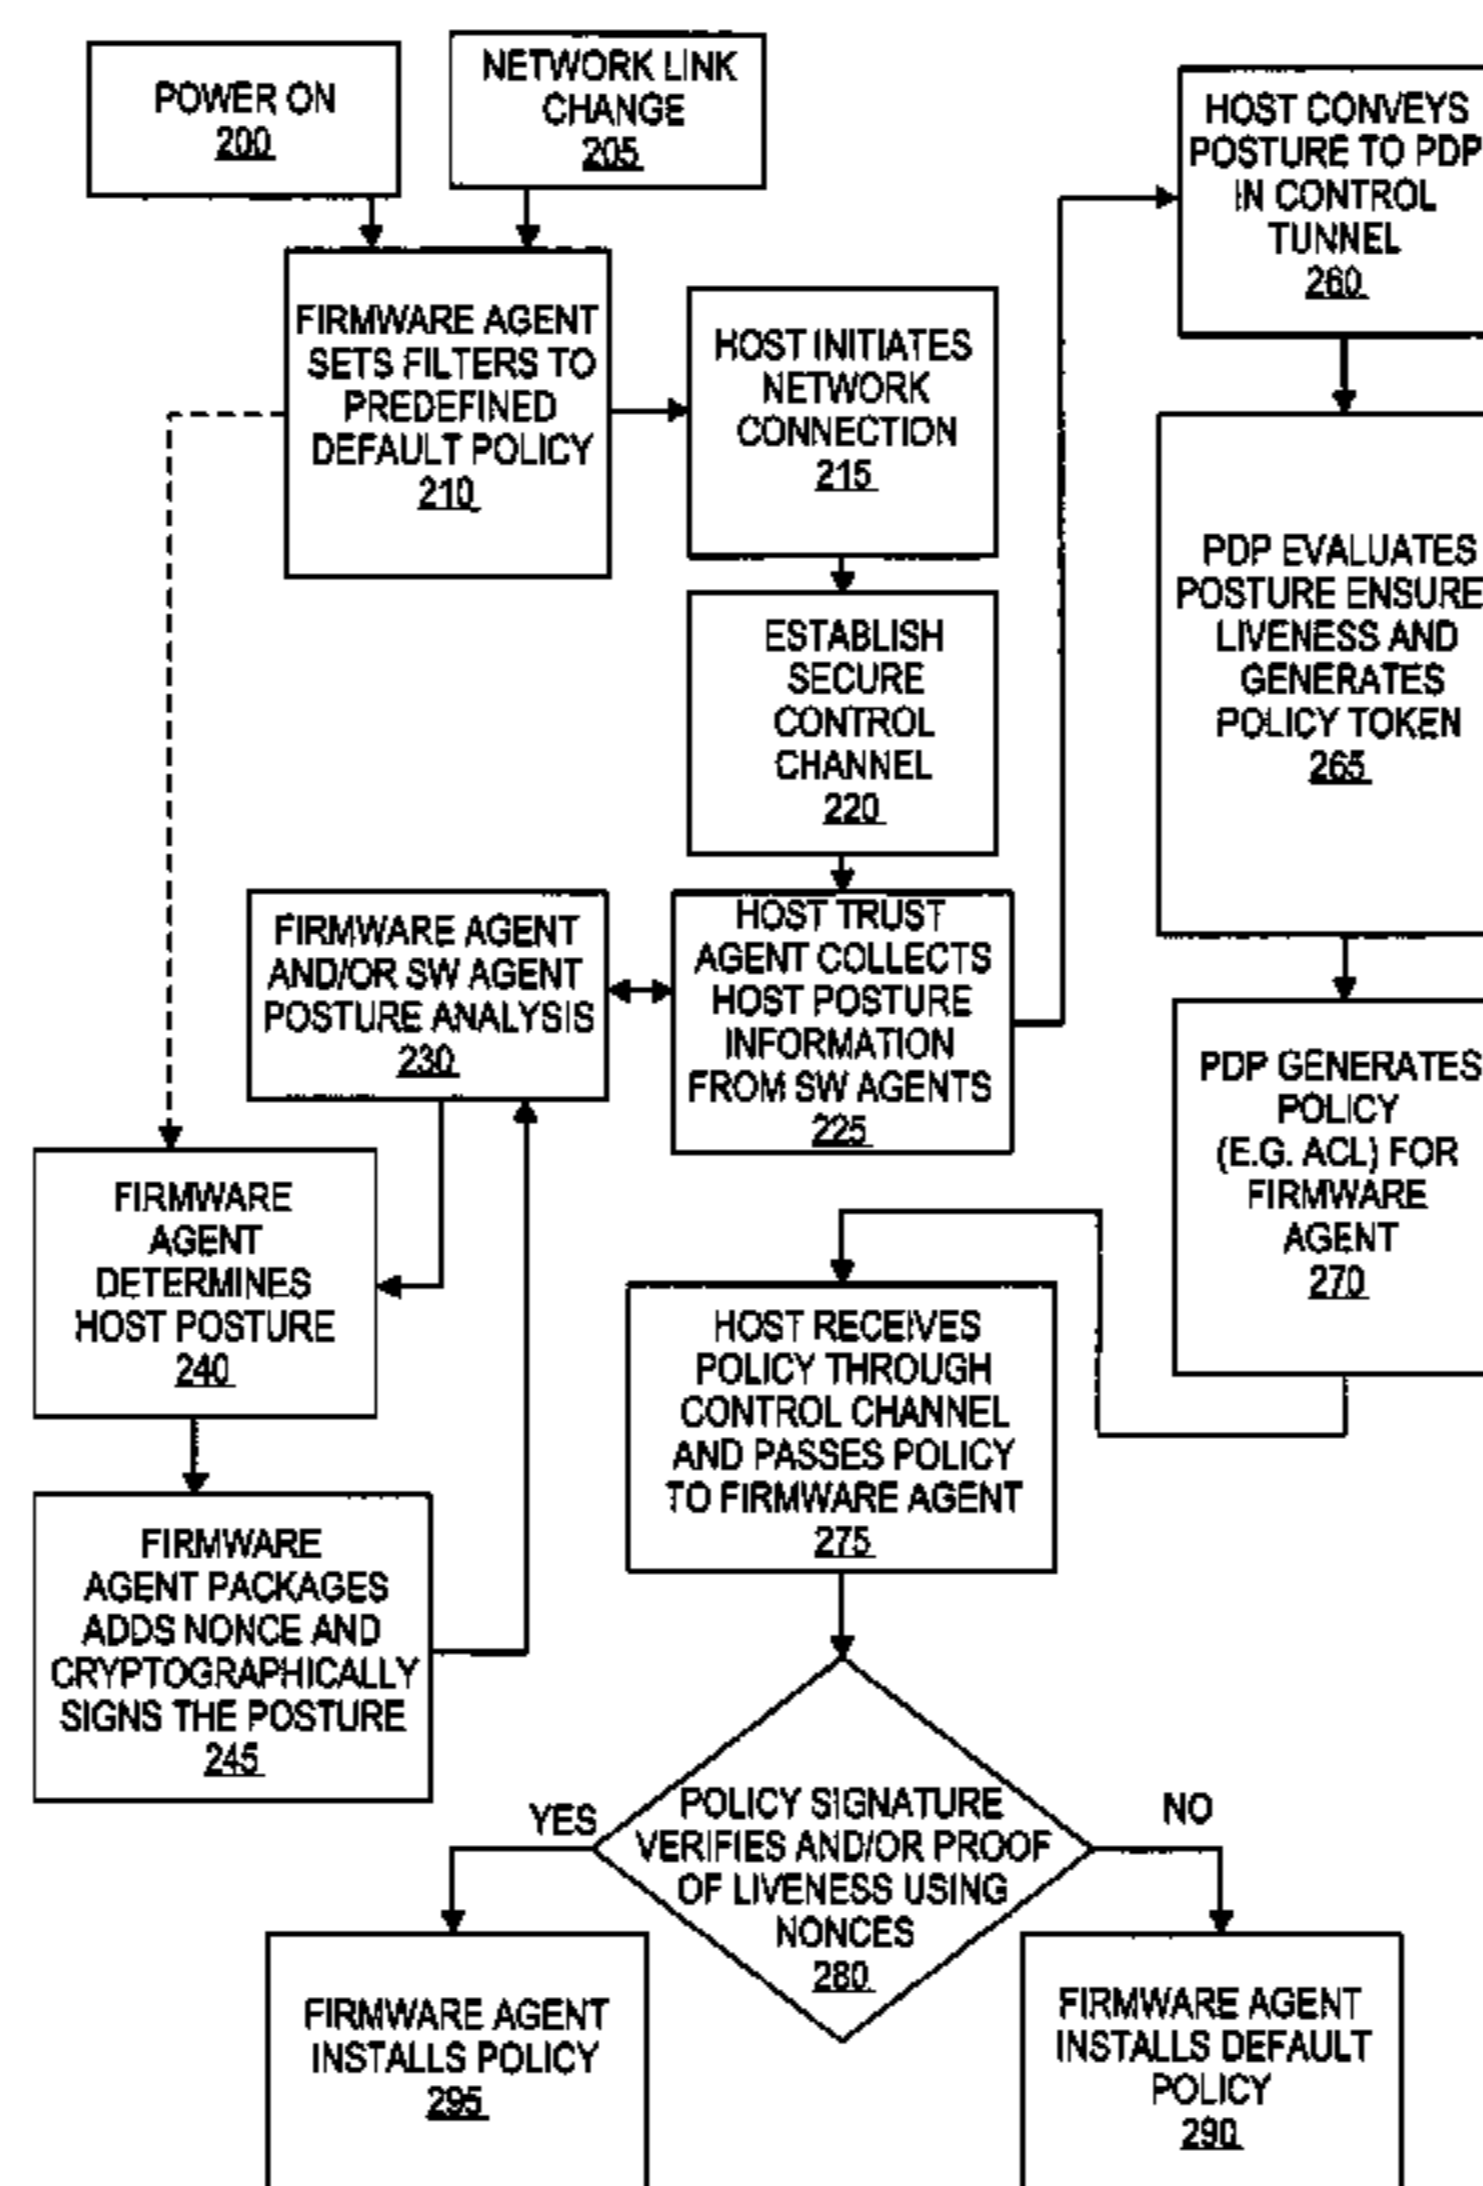 POWER ON
200
NETWORK LINK
CHANGE
205
FIRMWARE AGENT
SETS FILTERS TO
PREDEFINED
DEFAULT POLICY
210
HOST INITIATES
NETWORK
CONNECTION
215
ESTABLISH
SECURE
CONTROL
CHANNEL
220
HOST TRUST
AGENT COLLECTS
HOST POSTURE
INFORMATION
FROM SW AGENTS
225
FIRMWARE AGENT
AND/OR SW AGENT
POSTURE ANALYSIS
230
FIRMWARE
AGENT
DETERMINES
HOST POSTURE
240
FIRMWARE
AGENT PACKAGES
ADDS NONCE AND
CRYPTOGRAPHICALLY
SIGNS THE POSTURE
245
HOST CONVEYS
POSTURE TO PDP
IN CONTROL
TUNNEL
260
PDP EVALUATES
POSTURE ENSURE
LIVENESS AND
GENERATES
POLICY TOKEN
265
PDP GENERATES
POLICY
(E.G. ACL) FOR
FIRMWARE
AGENT
270
HOST RECEIVES
POLICY THROUGH
CONTROL CHANNEL
AND PASSES POLICY
TO FIRMWARE AGENT
275
POLICY SIGNATURE
VERIFIES AND/OR PROOF
OF LIVENESS USING
NONCES
280
YES
NO
FIRMWARE AGENT
INSTALLS POLICY
295
FIRMWARE AGENT
INSTALLS DEFAULT
POLICY
290